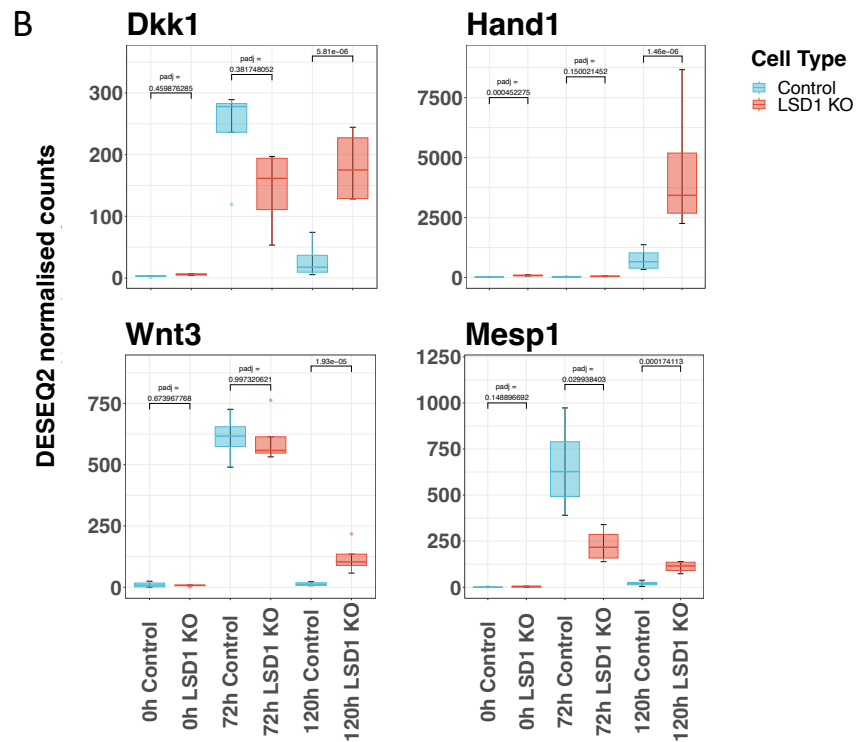 B
Dkk1
Hand1
Cell Type
Control
LSD1 KO
DESEQ2 normalised counts
padj =
0.459876285
padj =
0.381748052
5.81e-06
300
200
100
0
padj =
0.000452275
padj =
0.150021452
1.46e-06
7500
5000
2500
0
Wnt3
Mesp1
padj =
0.673967768
padj =
0.997320621
1.93e-05
750
500
250
0
padj =
0.148896692
padj =
0.029938403
0.000174113
1250
1000
750
500
250
0
0h Control
0h LSD1 KO
72h Control
72h LSD1 KO
120h Control
120h LSD1 KO
0h Control
0h LSD1 KO
72h Control
72h LSD1 KO
120h Control
120h LSD1 KO